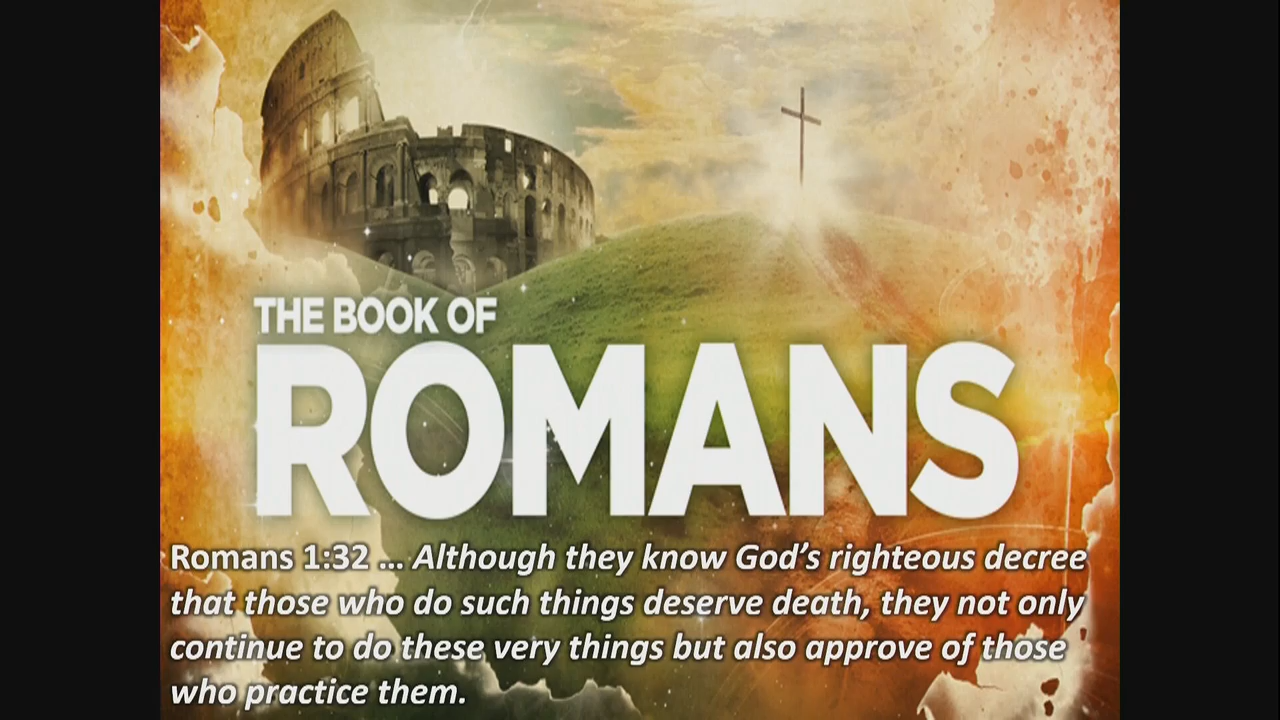 THE BOOK OF
ROMANS
Romans 1:32 … Although they know God’s righteous decree
that those who do such things deserve death, they not only
continue to do these very things but also approve of those
who practice them.